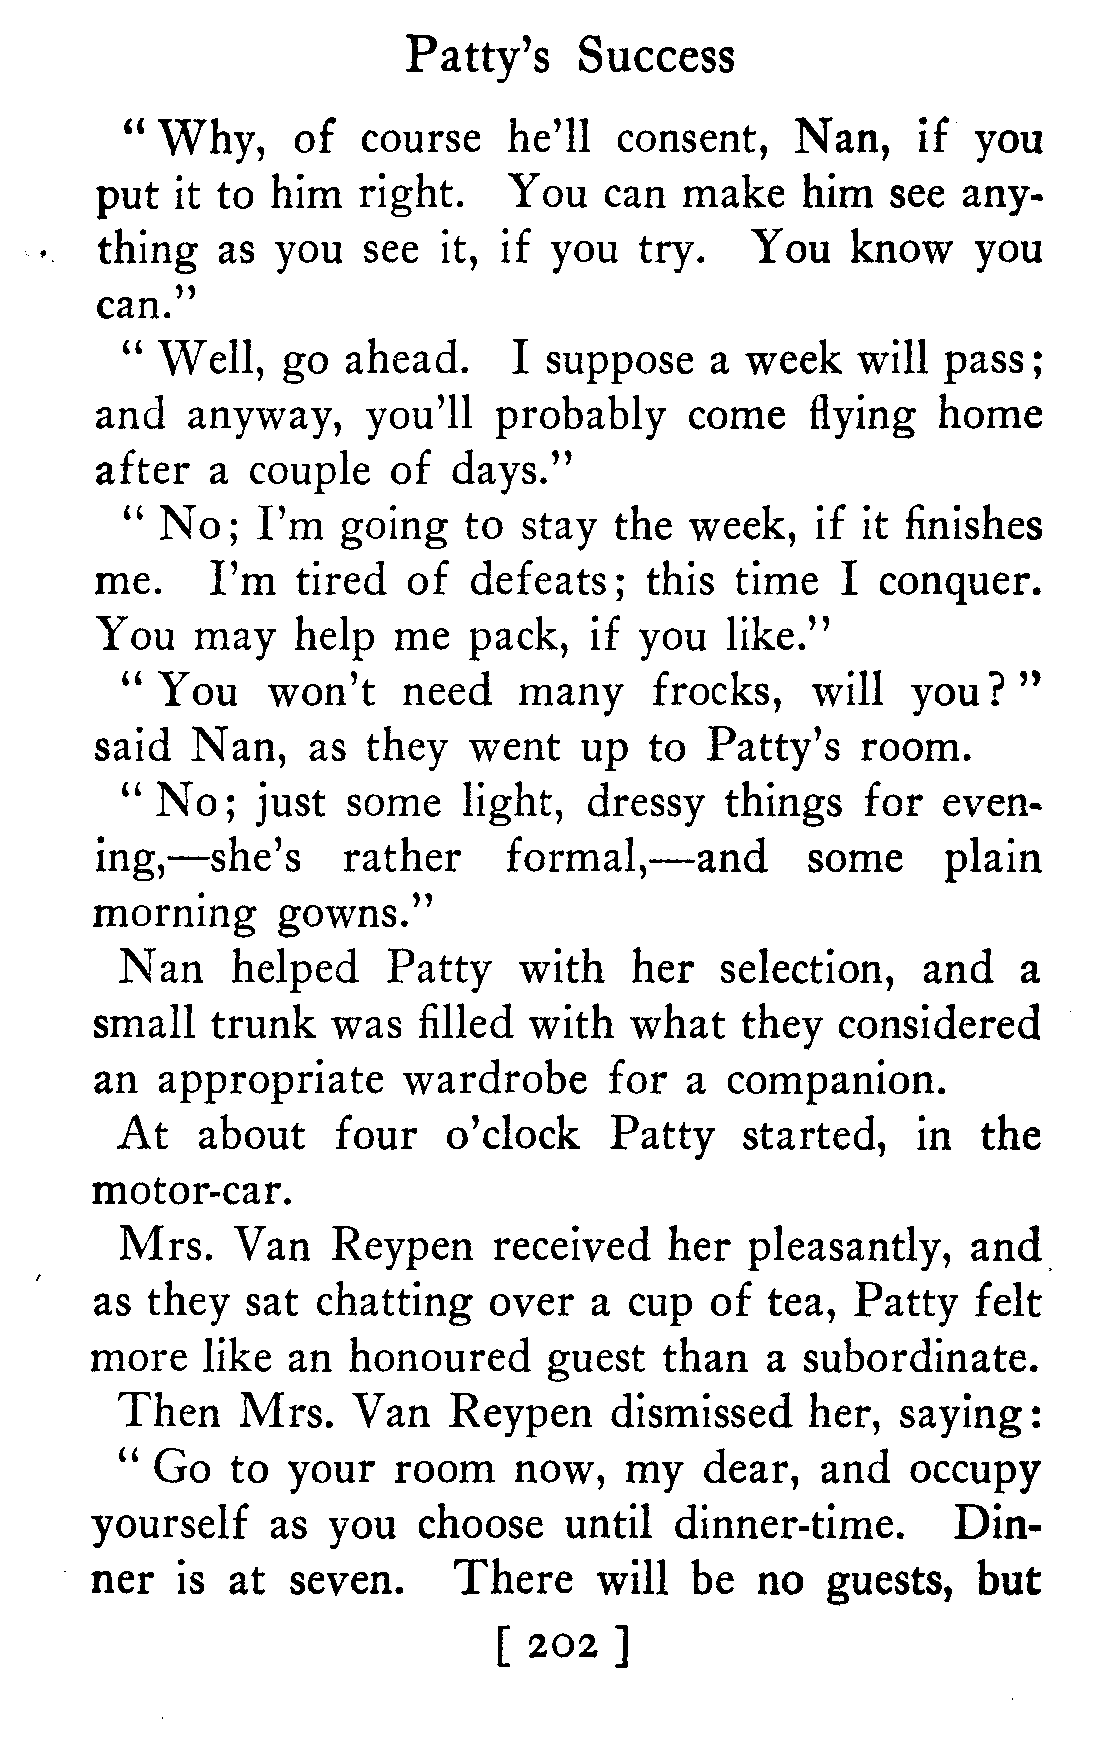 Patty's Success
" Why, of course he'll consent, Nan, if you
put it to him right. You can make him see any-
thing as you see it, if you try. You know you
can."
" Well, go ahead. I suppose a week will pass;
and anyway, you'll probably come flying home
after a couple of days."
" No; I'm going to stay the week, if it finishes
me. I'm tired of defeats; this time I conquer.
You may help me pack, if you like."
" You won't need many frocks, will you? "
said Nan, as they went up to Patty's room.
" No; just some light, dressy things for even-
ing,—she's rather formal,—and some plain
morning gowns."
Nan helped Patty with her selection, and a
small trunk was filled with what they considered
an appropriate wardrobe for a companion.
At about four o'clock Patty started, in the
motor-car.
Mrs. Van Reypen received her pleasantly, and
as they sat chatting over a cup of tea, Patty felt
more like an honoured guest than a subordinate.
Then Mrs. Van Reypen dismissed her, saying:
" Go to your room now, my dear, and occupy
yourself as you choose until dinner-time. Din-
ner is at seven. There will be no guests, but
[ 202 ]